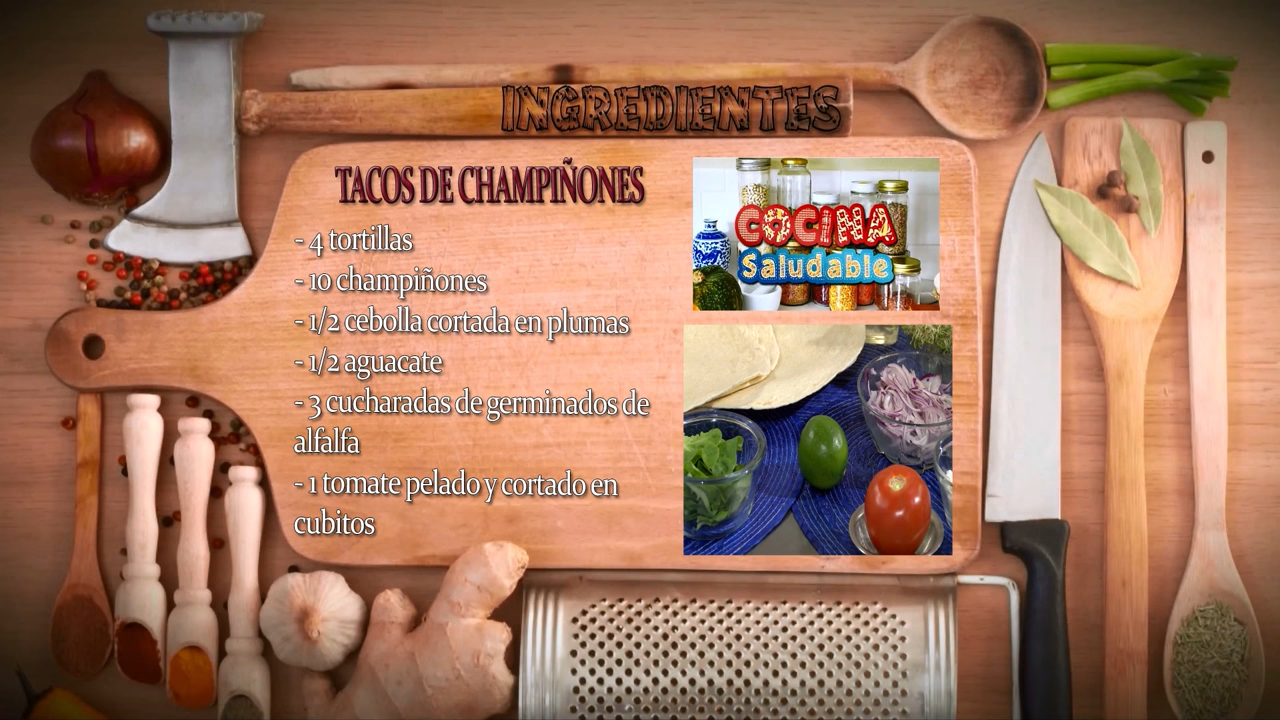 INGREDIENTES
TACOS DE CHAMPIÑONES
- 4 tortillas
- 10 champiñones
- 1/2 cebolla cortada en plumas
- 1/2 aguacate
- 3 cucharadas de germinados de
alfalfa
- 1 tomate pelado y cortado en
cubitos
COCINA
Saludable